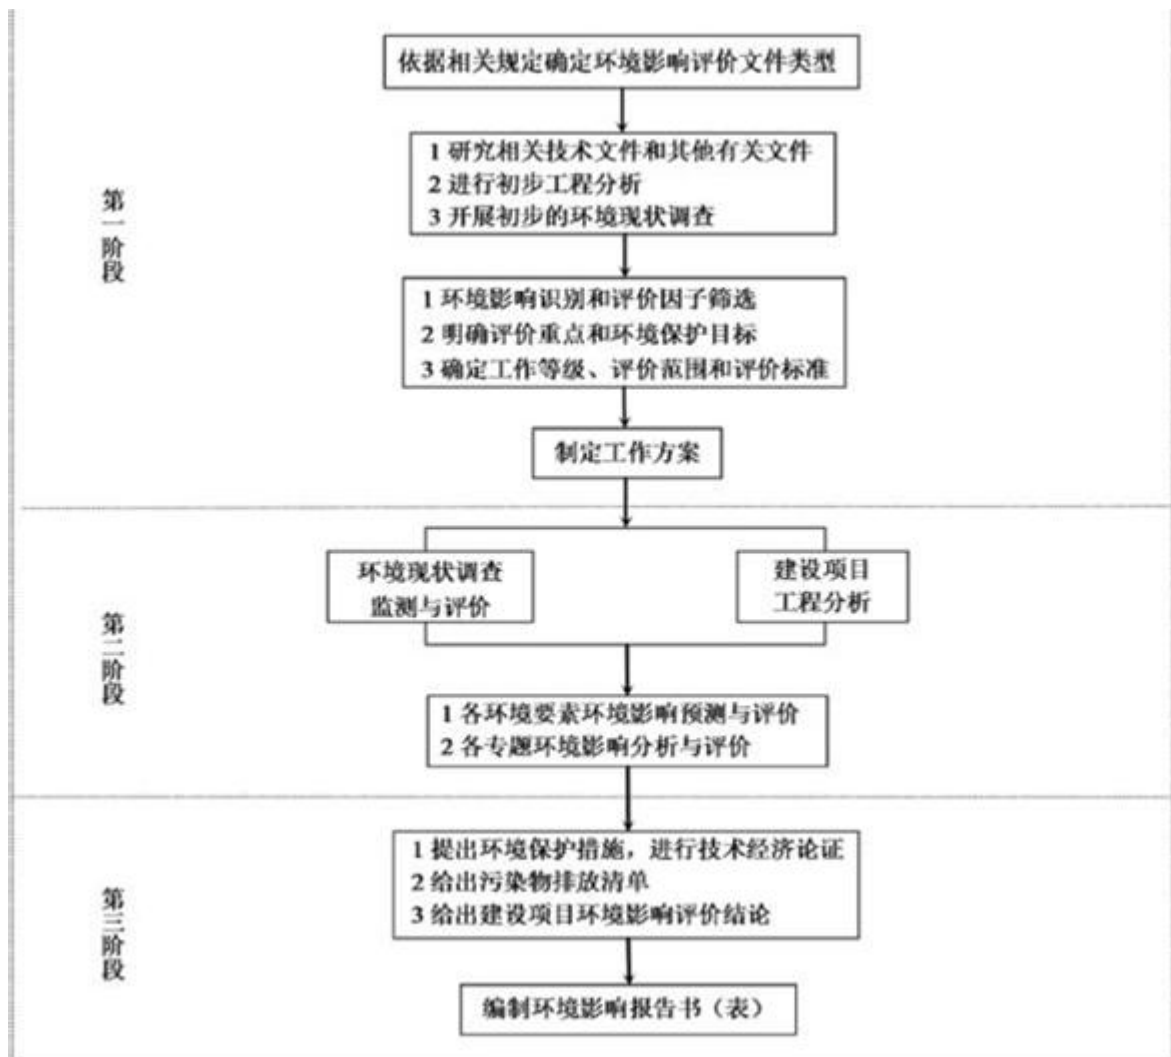 依据相关规定确定环境影响评价文件类型
1 研究相关技术文件和其他有关文件
2 进行初步工程分析
3 开展初步的环境现状调查
第一阶段
1 环境影响识别和评价因子筛选
2 明确评价重点和环境保护目标
3 确定工作等级、评价范围和评价标准
制定工作方案
环境现状调查
监测与评价
建设项目
工程分析
第二阶段
1 各环境要素环境影响预测与评价
2 各专题环境影响分析与评价
1 提出环境保护措施，进行技术经济论证
2 给出污染物排放清单
3 给出建设项目环境影响评价结论
第三阶段
编制环境影响报告书（表）